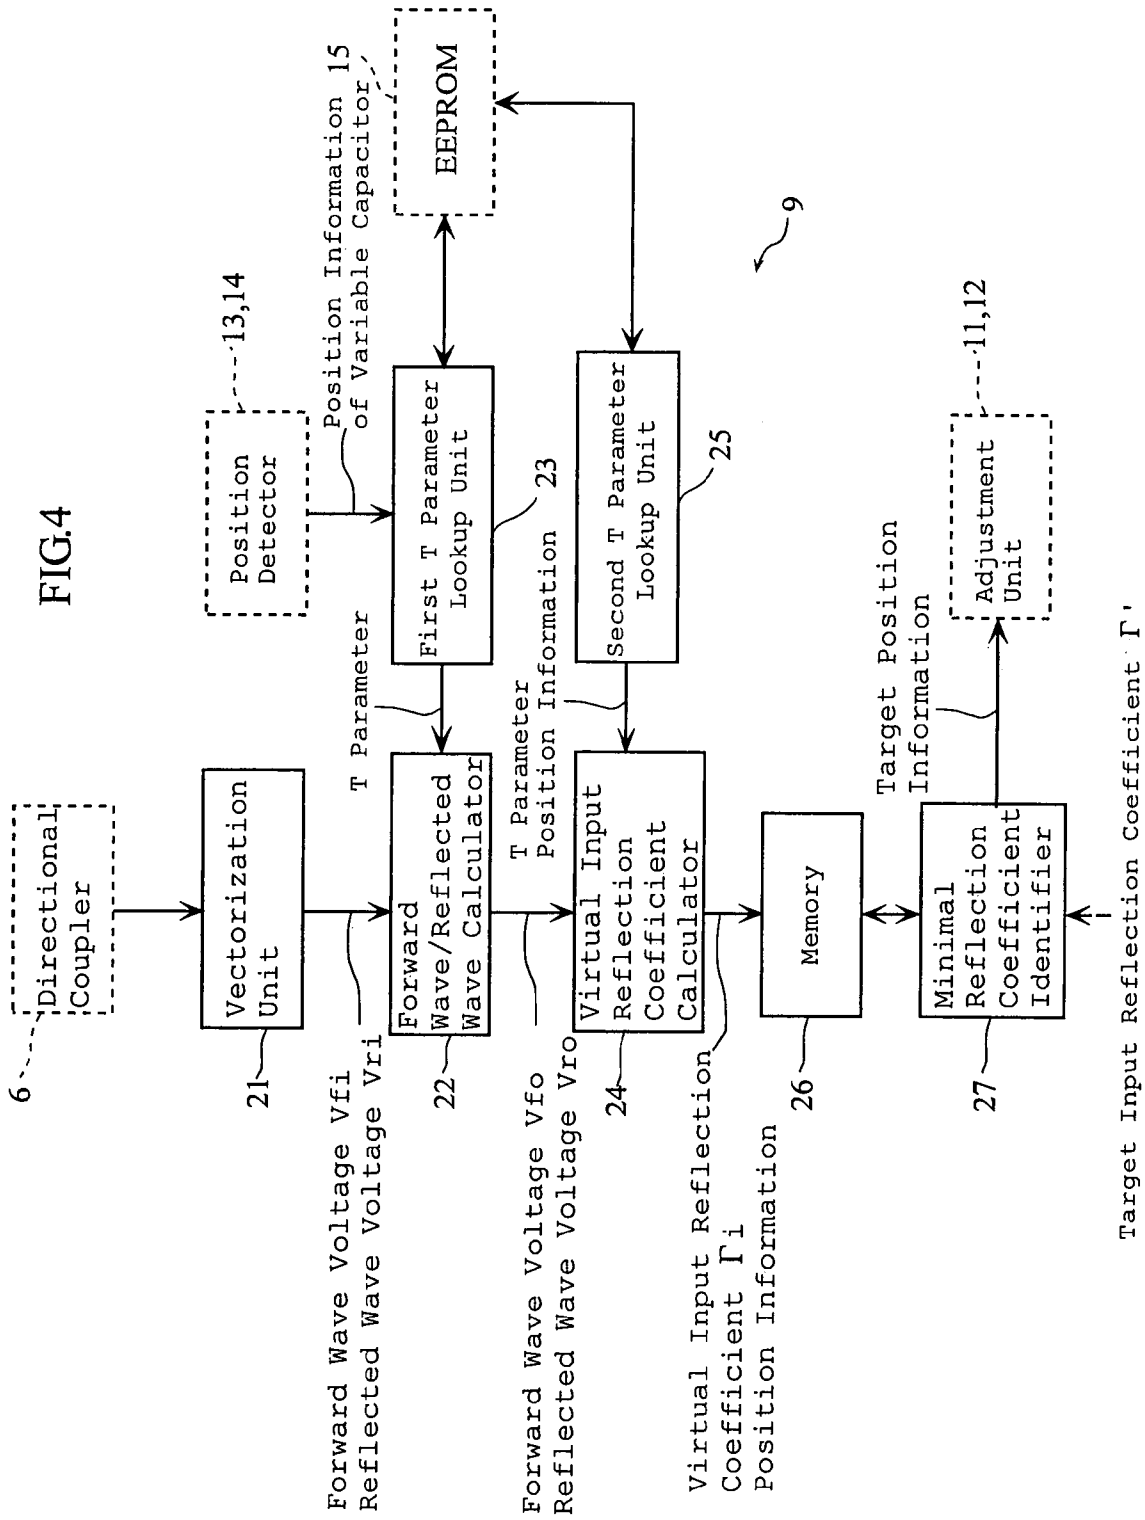 FIG.4
6
Directional
Coupler
Vectorization
Unit
21
Forward Wave Voltage Vfi
Reflected Wave Voltage Vri
Position
Detector
13,14
Position Information
of Variable Capacitor
15
EEPROM
T Parameter
Forward
Wave/Reflected
Wave Calculator
22
First T Parameter
Lookup Unit
23
Forward Wave Voltage Vfo
Reflected Wave Voltage Vro
T Parameter
Position Information
Virtual Input
Reflection
Coefficient
Calculator
24
Second T Parameter
Lookup Unit
25
Virtual Input Reflection
Coefficient Γi
Position Information
Memory
26
9
Minimal
Reflection
Coefficient
Identifier
27
Target Position
Information
Adjustment
Unit
11,12
Target Input Reflection Coefficient Γ'